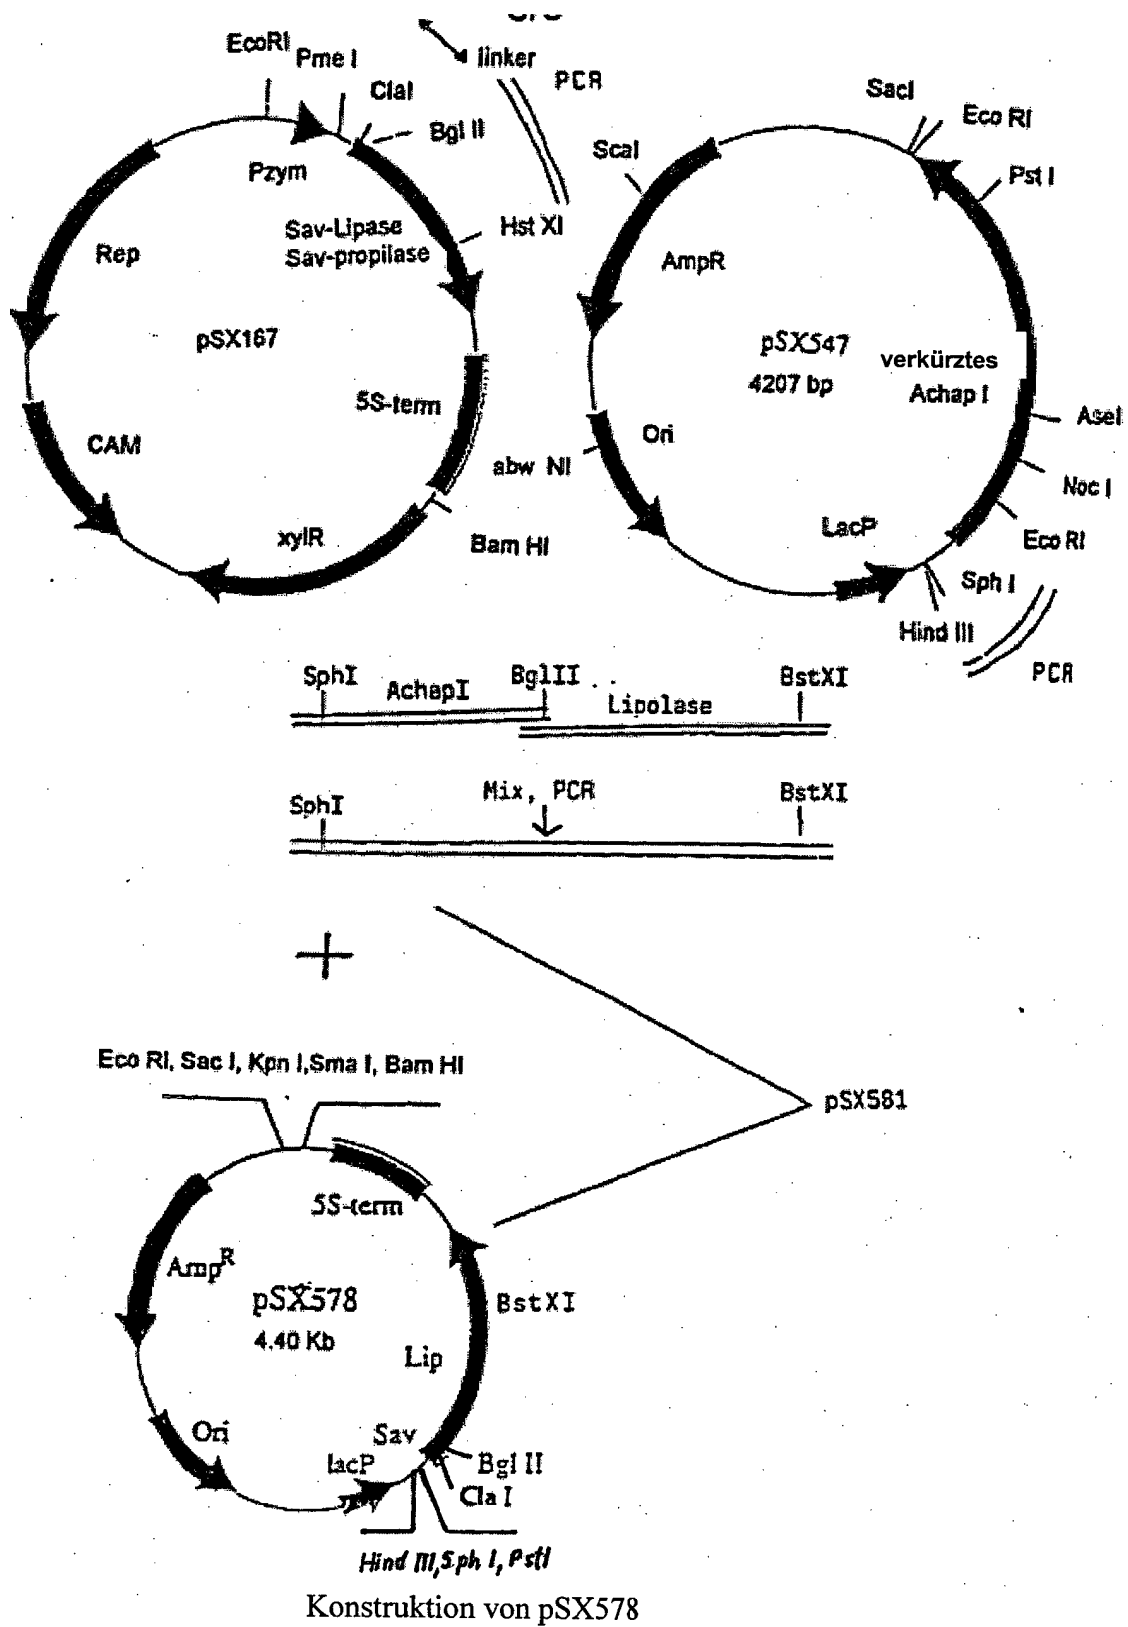 linker
PCR
EcoRI
Pme I
ClaI
Bgl II
Pzym
Sav-Lipase
Sav-propilase
Hst XI
Rep
pSX167
5S-term
CAM
xylR
Bam HI
SacI
Eco RI
Pst I
ScaI
AmpR
pSX547
4207 bp
verkürztes
Achap I
AseI
Noc I
Eco RI
Sph I
Hind III
LacP
Ori
abw NI
PCR
SphI
AchapI
BglII
Lipolase
BstXI
SphI
Mix, PCR
BstXI
+
Eco RI, Sac I, Kpn I,Sma I, Bam HI
pSX581
5S-term
AmpR
pSX578
4.40 Kb
BstXI
Lip
Ori
Sav
lacP
Bgl II
Cla I
Hind III,Sph I, PstI
Konstruktion von pSX578